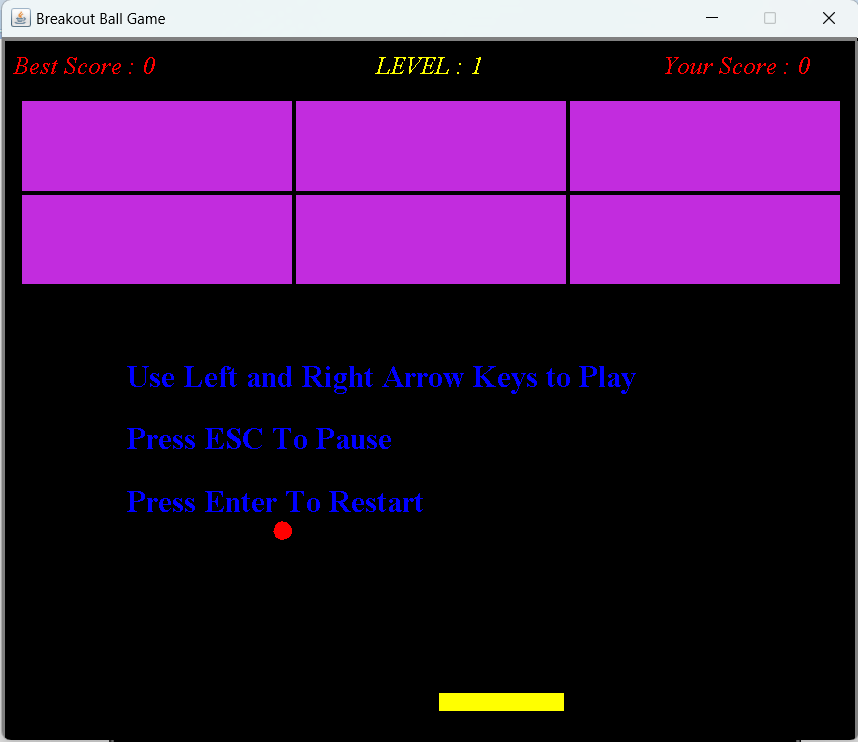 Breakout Ball Game
Best Score : 0 LEVEL : 1 Your Score : 0
Use Left and Right Arrow Keys to Play
Press ESC To Pause
Press Enter To Restart